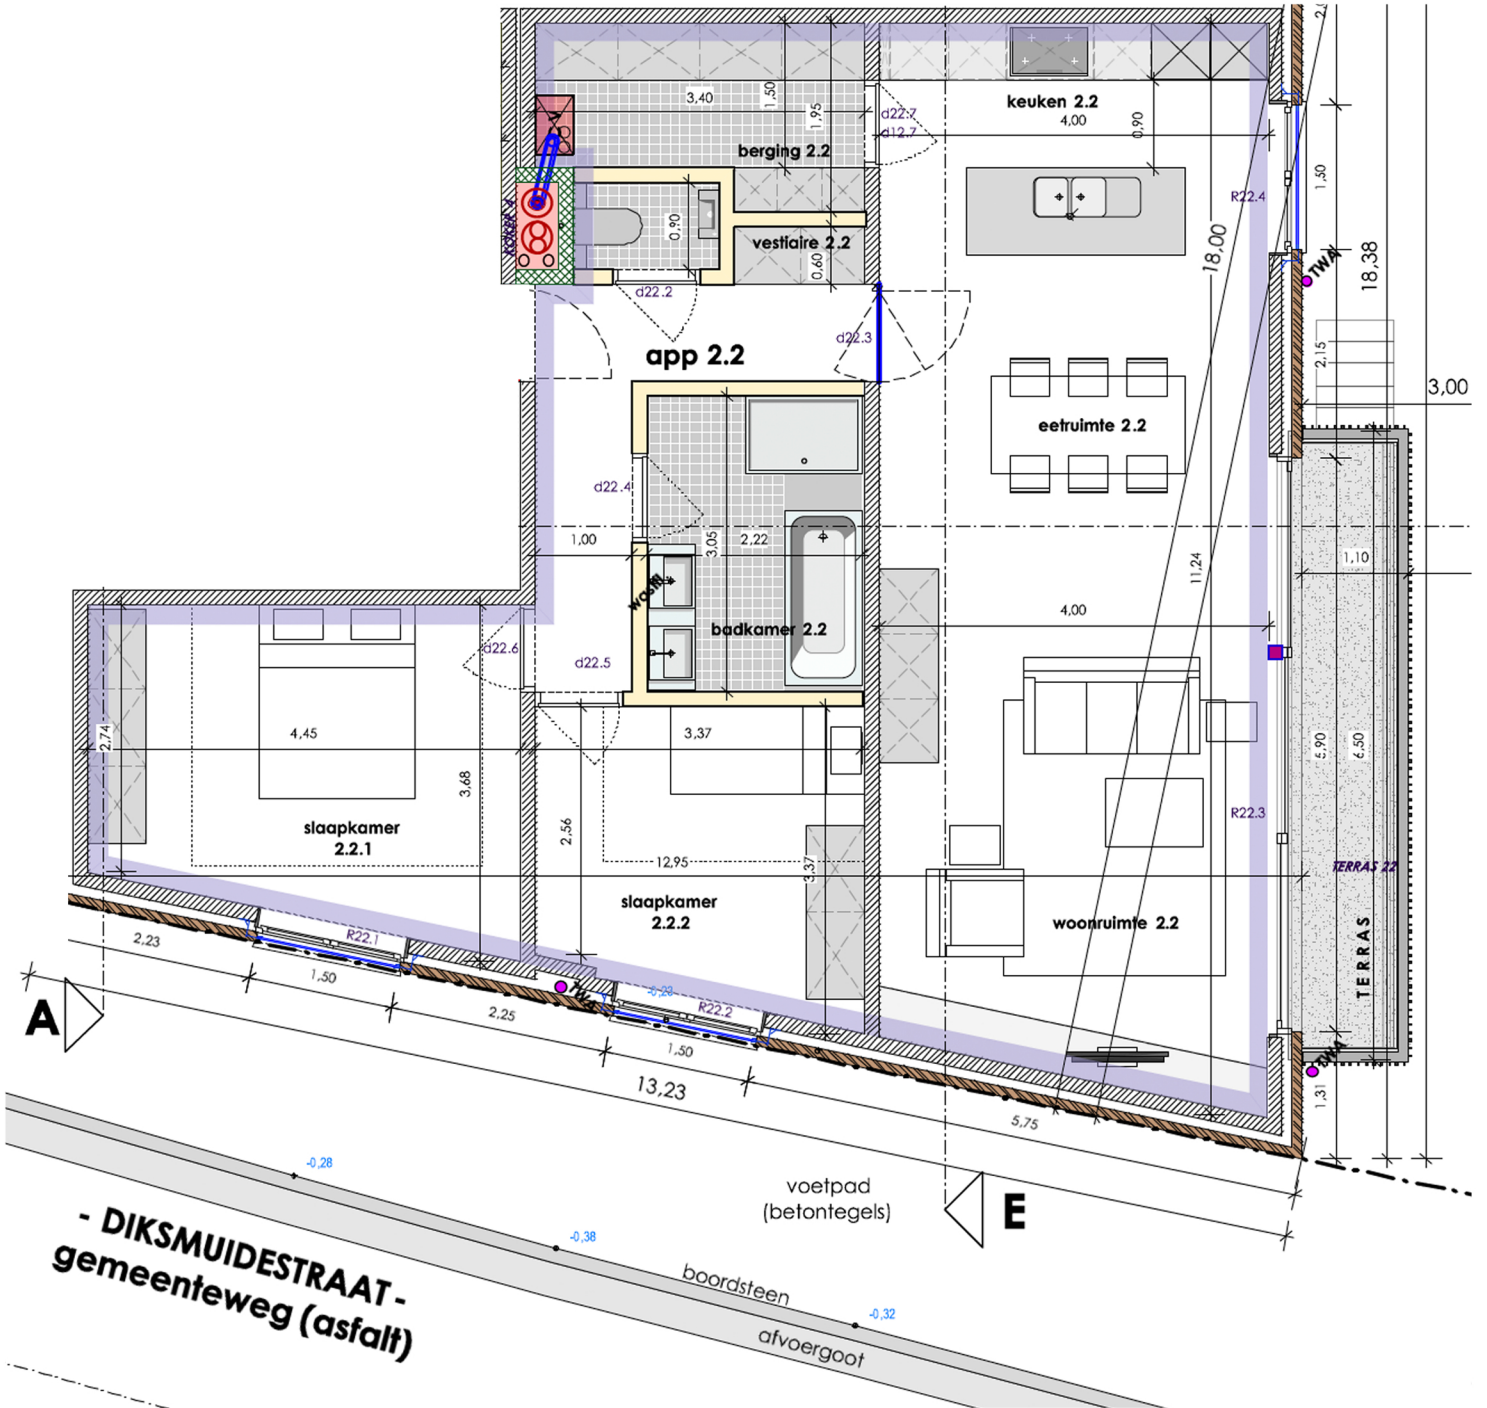 2,
keuken 2.2
3,40
1,50
1,95
d22.7
d12.7
4,00
0,90
berging 2.2
1,50
R22.4
KOKER 4
0,90
vestiaire 2.2
0,60
18,00
TWA
18,38
d22.2
d22.3
app 2.2
2,15
3,00
eetruimte 2.2
d22.4
1,00
3,05
2,22
1,10
11,24
wasm
4,00
badkamer 2.2
d22.6
d22.5
2,74
4,45
3,37
5,90
6,50
3,68
slaapkamer
2.2.1
2,56
R22.3
12,95
3,37
TERRAS 22
slaapkamer
2.2.2
woonruimte 2.2
TERRAS
2,23
R22.1
1,50
A
TWA
-0,23
R22.2
2,25
1,50
13,23
TWA
1,31
5,75
-0,28
voetpad
(betontegels)
E
- DIKSMUIDESTRAAT -
gemeenteweg (asfalt)
-0,38
boordsteen
-0,32
afvoergoot